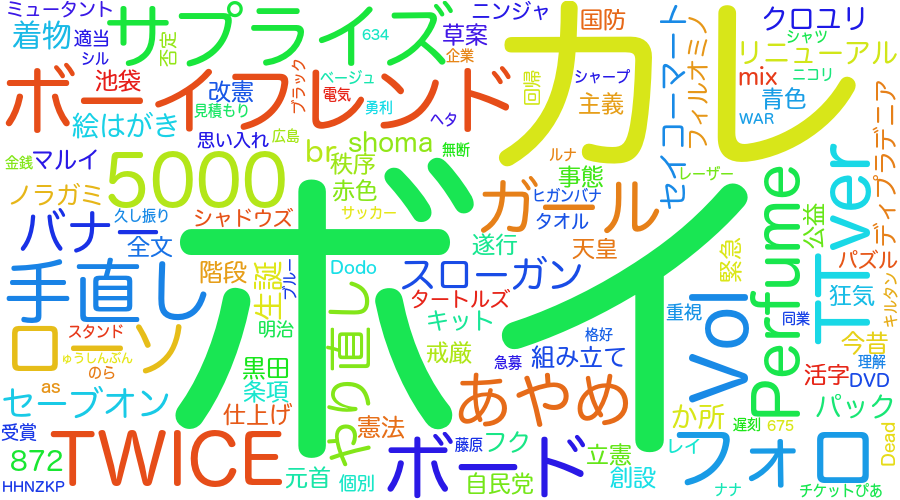 ミュータント
サプライズ
ニンジャ
国防
カレ
セイコーマート
クロユリ
着物
適当
シル
否定
634
草案
企業
フィルオミノ
シャツ
リニューアル
ボーイフレンド
池袋
改憲
ブラック
ベージュ
回帰
シャープ
主義
mix
ニコリ
青色
絵はがき
見積もり
電気
勇利
ヘタ
WAR
ディプラデニア
金銭
マルイ
思い入れ
広島
br
shoma
無断
ルナ
事態
レーザー
ノラガミ
5000
秩序
赤色
ガール
ヒガンバナ
Perfume
TTver
バナー
久し振り
シャドウズ
サッカー
タオル
公益
全文
ボイ
遂行
天皇
緊急
パズル
手直し
階段
生誕
ブルー
Dodo
スローガン
狂気
キルタン
タートルズ
Vol
重視
同業
ローソン
スタンド
明治
やり直し
キット
格好
今昔
ゅうしんぶん
のら
黒田
戒厳
急募
組み立て
理解
as
セーブオン
条項
あやめ
活字
DVD
仕上げ
か所
パック
受賞
TWICE
憲法
ボード
藤原
フク
立憲
フォロ
遅刻
675
Dead
872
元首
個別
自民党
創設
レイ
HHNZKP
ナナ
チケットぴあ